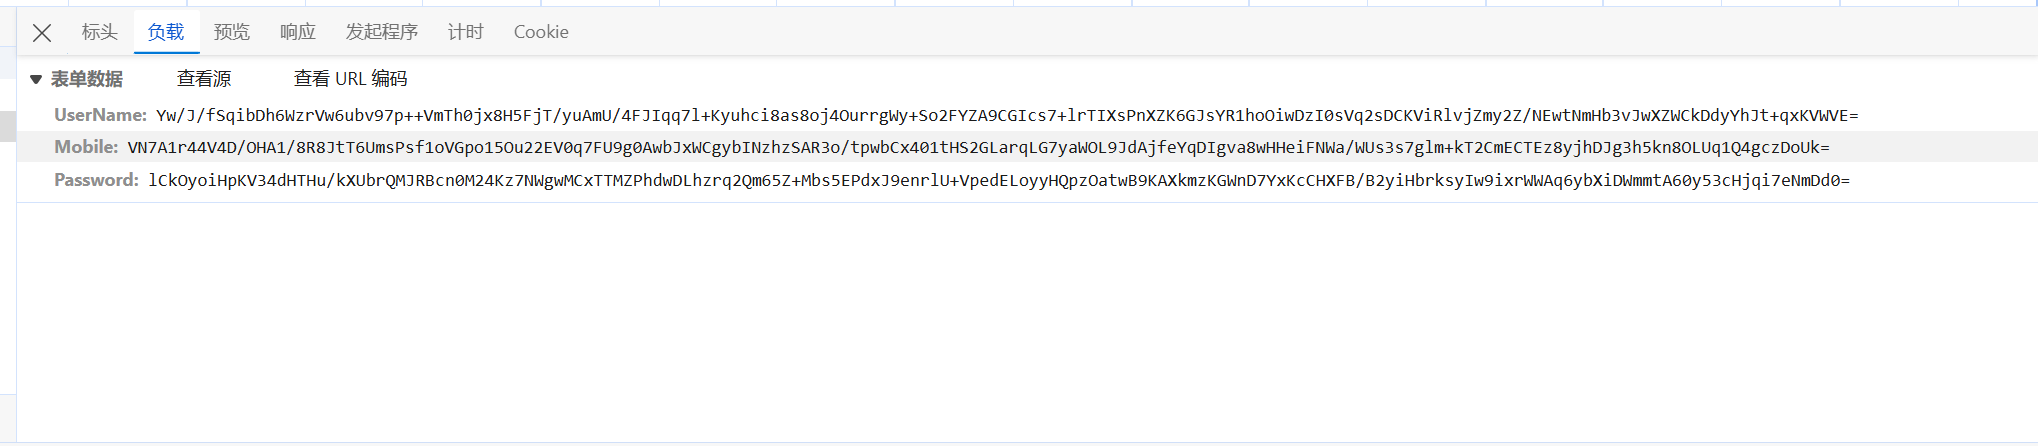 标头 负载 预览 响应 发起程序 计时 Cookie
表单数据 查看源 查看 URL 编码
UserName: Yw/J/fSqibDh6WzrVw6ubv97p++VmTh0jx8H5FjT/yuAmU/4FJIqq7l+Kyuhci8as8oj4OurrgWy+So2FYZA9CGIcs7+lrTIXsPnXZK6GJsYR1hoOiwDzI0sVq2sDCKViRlvjZmy2Z/NEwtNmHb3vJwXZWCkDdyYhJt+qxKVWVE=
Mobile: VN7A1r44V4D/OHA1/8R8JtT6UmsPsf1oVGpo15Ou22EV0q7FU9g0AwbJxWCgybINzhzSAR3o/tpwbCx401tHS2GLarqLG7yaWOL9JdAjfeYqDIgva8wHHeiFNWa/WUs3s7glm+kT2CmECTEz8yjhDJg3h5kn8OLUq1Q4gczDoUk=
Password: lCkOyoiHpKV34dHTHu/kXUbrQMJRBcn0M24Kz7NWgwMCxTTMZPhdwDLhzrq2Qm65Z+Mbs5EPdxJ9enrlU+VpedELoyyHQpzOatwB9KAXkmzKGWnD7YxKcCHXFB/B2yiHbrksyIw9ixrWWAq6ybXiDWmmtA60y53cHjqi7eNmDd0=